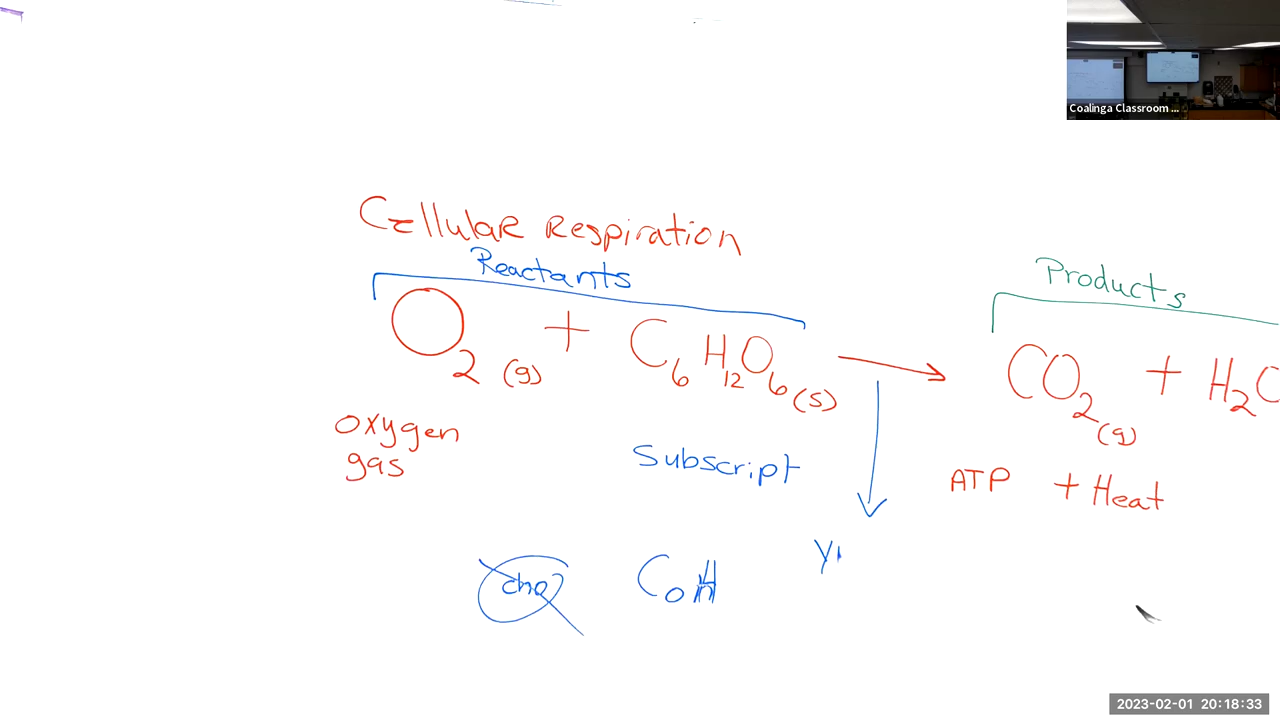 Coalinga Classroom ...
Cellular Respiration
Reactants
Products
O2 (g) + C6H12O6 (s) → CO2 (g) + H2O
oxygen
gas
Subscript
ATP + Heat
cho
2023-02-01 20:18:33